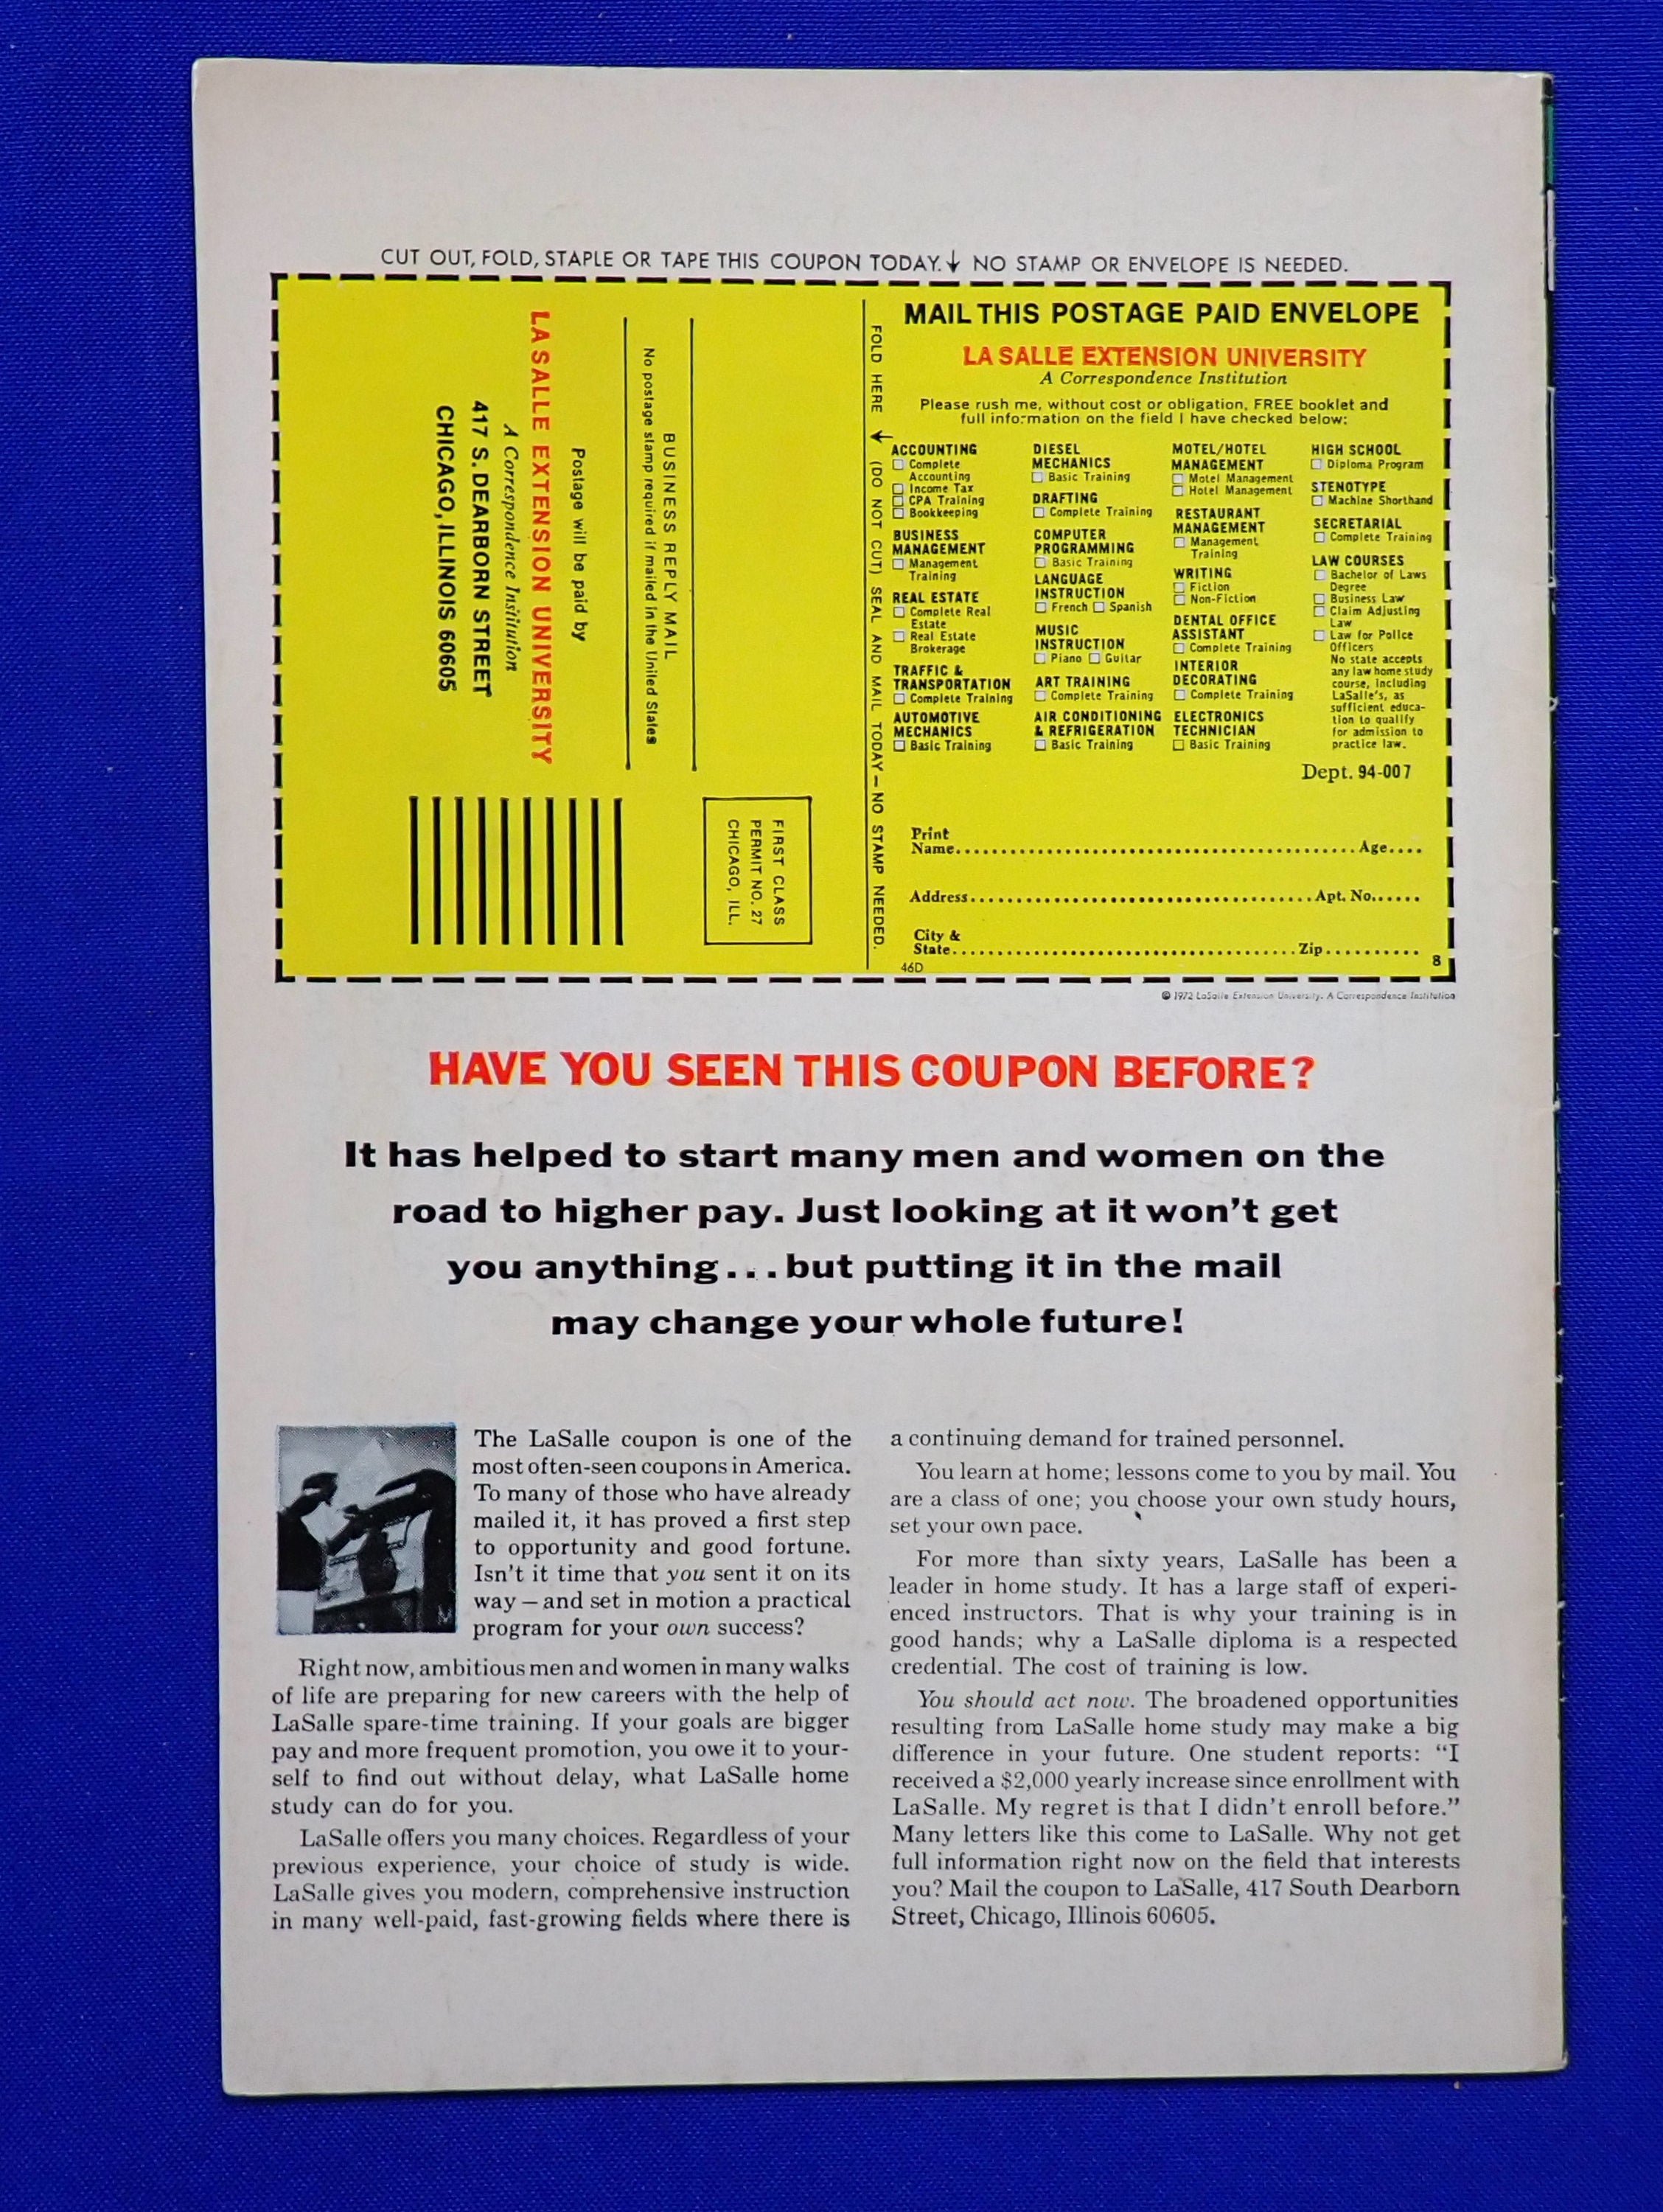 CUT OUT, FOLD, STAPLE OR TAPE THIS COUPON TODAY.↓ NO STAMP OR ENVELOPE IS NEEDED.
BUSINESS REPLY MAIL
No postage stamp required if mailed in the United States
Postage will be paid by
LA SALLE EXTENSION UNIVERSITY
A Correspondence Institution
417 S. DEARBORN STREET
CHICAGO, ILLINOIS 60605
FIRST CLASS
PERMIT NO. 27
CHICAGO, ILL.
FOLD HERE (DO NOT CUT) SEAL AND MAIL TODAY — NO STAMP NEEDED.
MAIL THIS POSTAGE PAID ENVELOPE
LA SALLE EXTENSION UNIVERSITY
A Correspondence Institution
Please rush me, without cost or obligation, FREE booklet and
full information on the field I have checked below:
ACCOUNTING
☐ Complete
Accounting
☐ Income Tax
☐ CPA Training
☐ Bookkeeping
BUSINESS
MANAGEMENT
☐ Management
Training
REAL ESTATE
☐ Complete Real
Estate
☐ Real Estate
Brokerage
TRAFFIC &
TRANSPORTATION
☐ Complete Training
AUTOMOTIVE
MECHANICS
☐ Basic Training
DIESEL
MECHANICS
☐ Basic Training
DRAFTING
☐ Complete Training
COMPUTER
PROGRAMMING
☐ Basic Training
LANGUAGE
INSTRUCTION
☐ French ☐ Spanish
MUSIC
INSTRUCTION
☐ Piano ☐ Guitar
ART TRAINING
☐ Complete Training
AIR CONDITIONING
& REFRIGERATION
☐ Basic Training
MOTEL/HOTEL
MANAGEMENT
☐ Motel Management
☐ Hotel Management
RESTAURANT
MANAGEMENT
☐ Management
Training
WRITING
☐ Fiction
☐ Non-Fiction
DENTAL OFFICE
ASSISTANT
☐ Complete Training
INTERIOR
DECORATING
☐ Complete Training
ELECTRONICS
TECHNICIAN
☐ Basic Training
HIGH SCHOOL
☐ Diploma Program
STENOTYPE
☐ Machine Shorthand
SECRETARIAL
☐ Complete Training
LAW COURSES
☐ Bachelor of Laws
Degree
☐ Business Law
☐ Claim Adjusting
Law
☐ Law for Police
Officers
No state accepts
any law home study
course, including
LaSalle's, as
sufficient educa-
tion to qualify
for admission to
practice law.
Dept. 94-007
Print
Name.................Age....
Address.................Apt. No......
City &
State.................Zip..........
46D
8
© 1972 LaSalle Extension University. A Correspondence Institution
HAVE YOU SEEN THIS COUPON BEFORE?
It has helped to start many men and women on the
road to higher pay. Just looking at it won't get
you anything...but putting it in the mail
may change your whole future!
The LaSalle coupon is one of the
most often-seen coupons in America.
To many of those who have already
mailed it, it has proved a first step
to opportunity and good fortune.
Isn't it time that you sent it on its
way — and set in motion a practical
program for your own success?
Right now, ambitious men and women in many walks
of life are preparing for new careers with the help of
LaSalle spare-time training. If your goals are bigger
pay and more frequent promotion, you owe it to your-
self to find out without delay, what LaSalle home
study can do for you.
LaSalle offers you many choices. Regardless of your
previous experience, your choice of study is wide.
LaSalle gives you modern, comprehensive instruction
in many well-paid, fast-growing fields where there is
a continuing demand for trained personnel.
You learn at home; lessons come to you by mail. You
are a class of one; you choose your own study hours,
set your own pace.
For more than sixty years, LaSalle has been a
leader in home study. It has a large staff of experi-
enced instructors. That is why your training is in
good hands; why a LaSalle diploma is a respected
credential. The cost of training is low.
You should act now. The broadened opportunities
resulting from LaSalle home study may make a big
difference in your future. One student reports: "I
received a $2,000 yearly increase since enrollment with
LaSalle. My regret is that I didn't enroll before."
Many letters like this come to LaSalle. Why not get
full information right now on the field that interests
you? Mail the coupon to LaSalle, 417 South Dearborn
Street, Chicago, Illinois 60605.